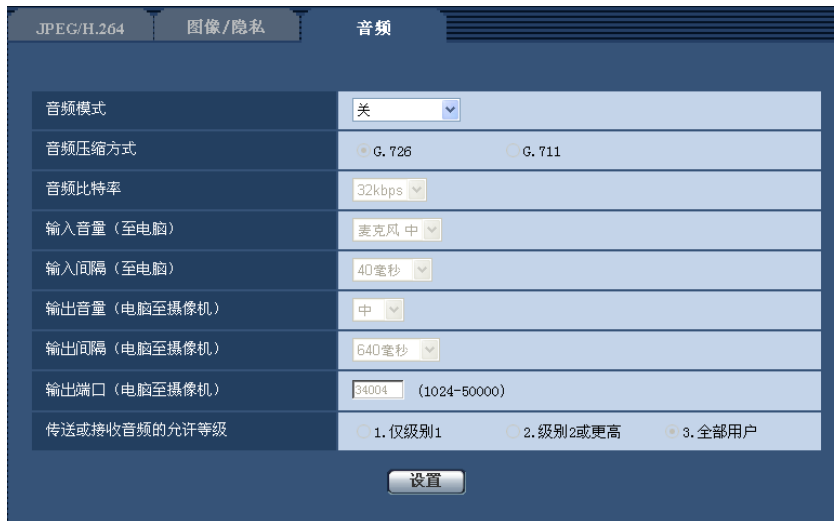 JPEG/H.264 图像/隐私 音频
音频模式 关
音频压缩方式 G.726 G.711
音频比特率 32kbps
输入音量（至电脑） 麦克风 中
输入间隔（至电脑） 40毫秒
输出音量（电脑至摄像机） 中
输出间隔（电脑至摄像机） 640毫秒
输出端口（电脑至摄像机） 34004 (1024-50000)
传送或接收音频的允许等级 1.仅级别1 2.级别2或更高 3.全部用户
设置